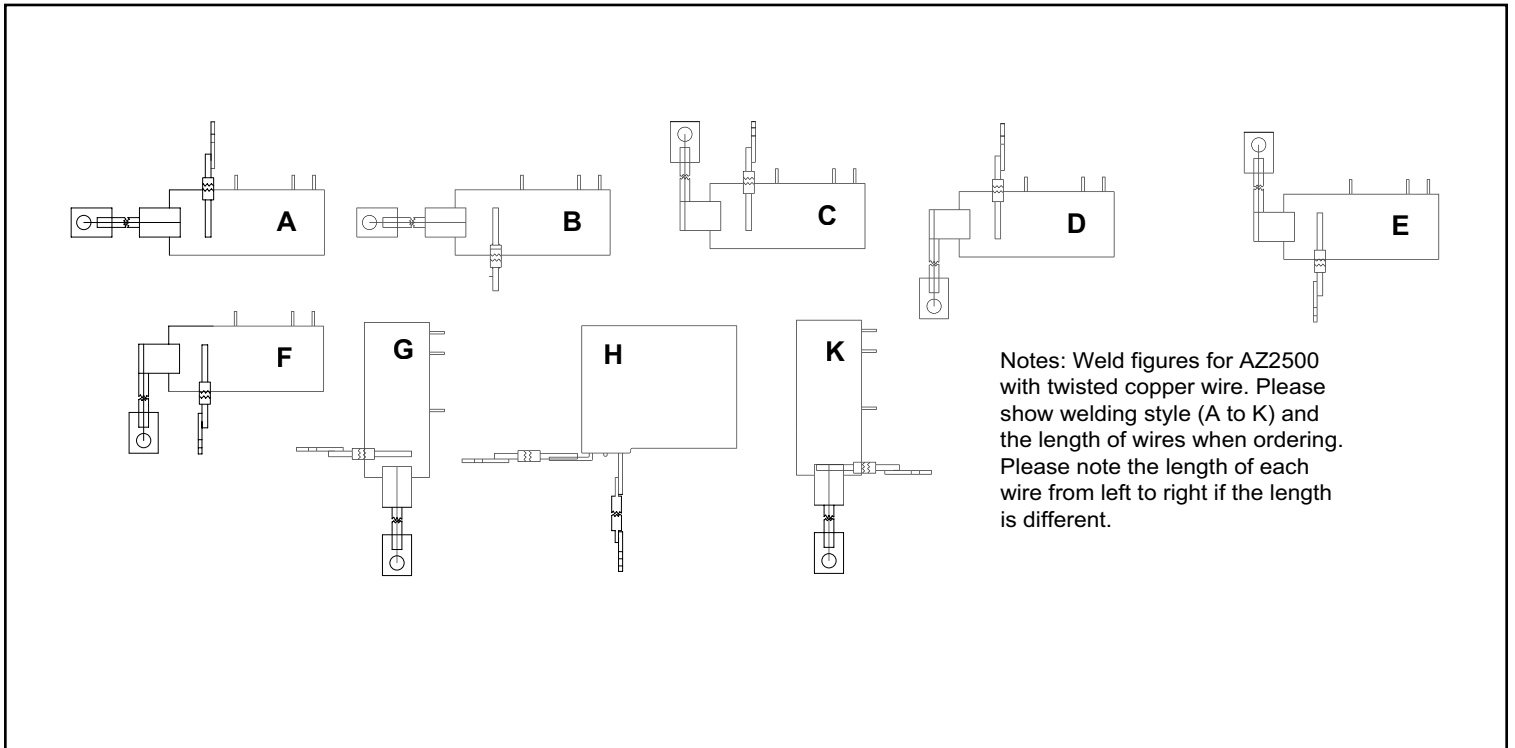 A
B
C
D
E
F
G
H
K
Notes: Weld figures for AZ2500
with twisted copper wire. Please
show welding style (A to K) and
the length of wires when ordering.
Please note the length of each
wire from left to right if the length
is different.